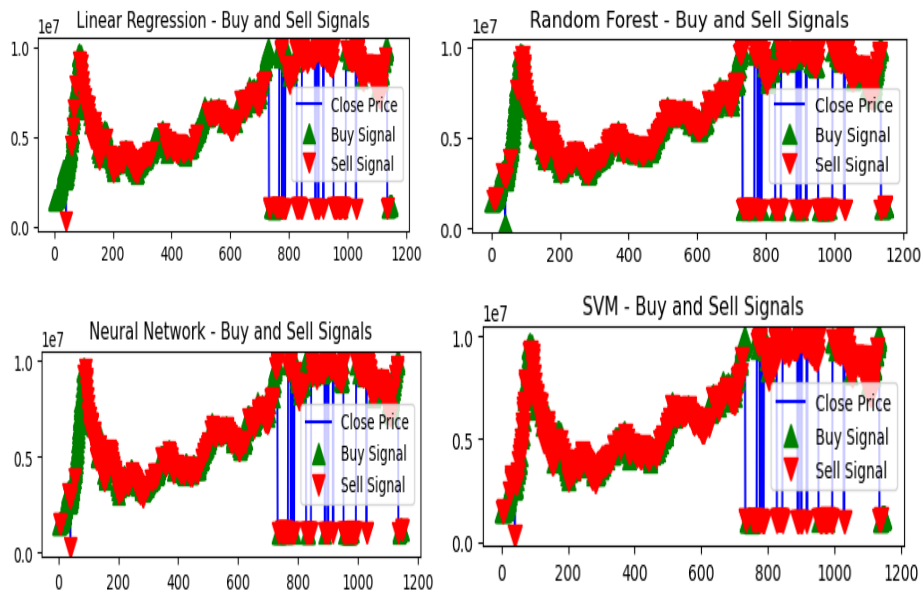 Linear Regression - Buy and Sell Signals
1e7
1.0
0.5
0.0
0 200 400 600 800 1000 1200
Close Price
Buy Signal
Sell Signal
Random Forest - Buy and Sell Signals
1e7
1.0
0.5
0.0
0 200 400 600 800 1000 1200
Close Price
Buy Signal
Sell Signal
Neural Network - Buy and Sell Signals
1e7
1.0
0.5
0.0
0 200 400 600 800 1000 1200
Close Price
Buy Signal
Sell Signal
SVM - Buy and Sell Signals
1e7
1.0
0.5
0.0
0 200 400 600 800 1000 1200
Close Price
Buy Signal
Sell Signal